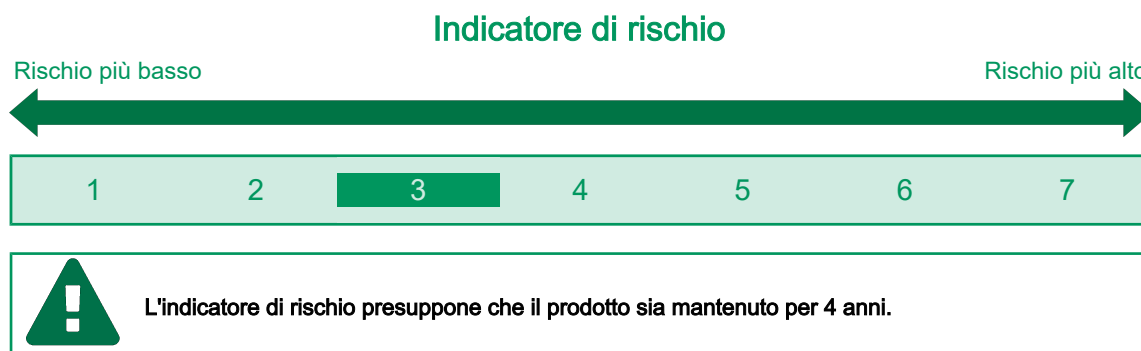 Indicatore di rischio
Rischio più basso Rischio più alto
1 2 3 4 5 6 7
L'indicatore di rischio presuppone che il prodotto sia mantenuto per 4 anni.